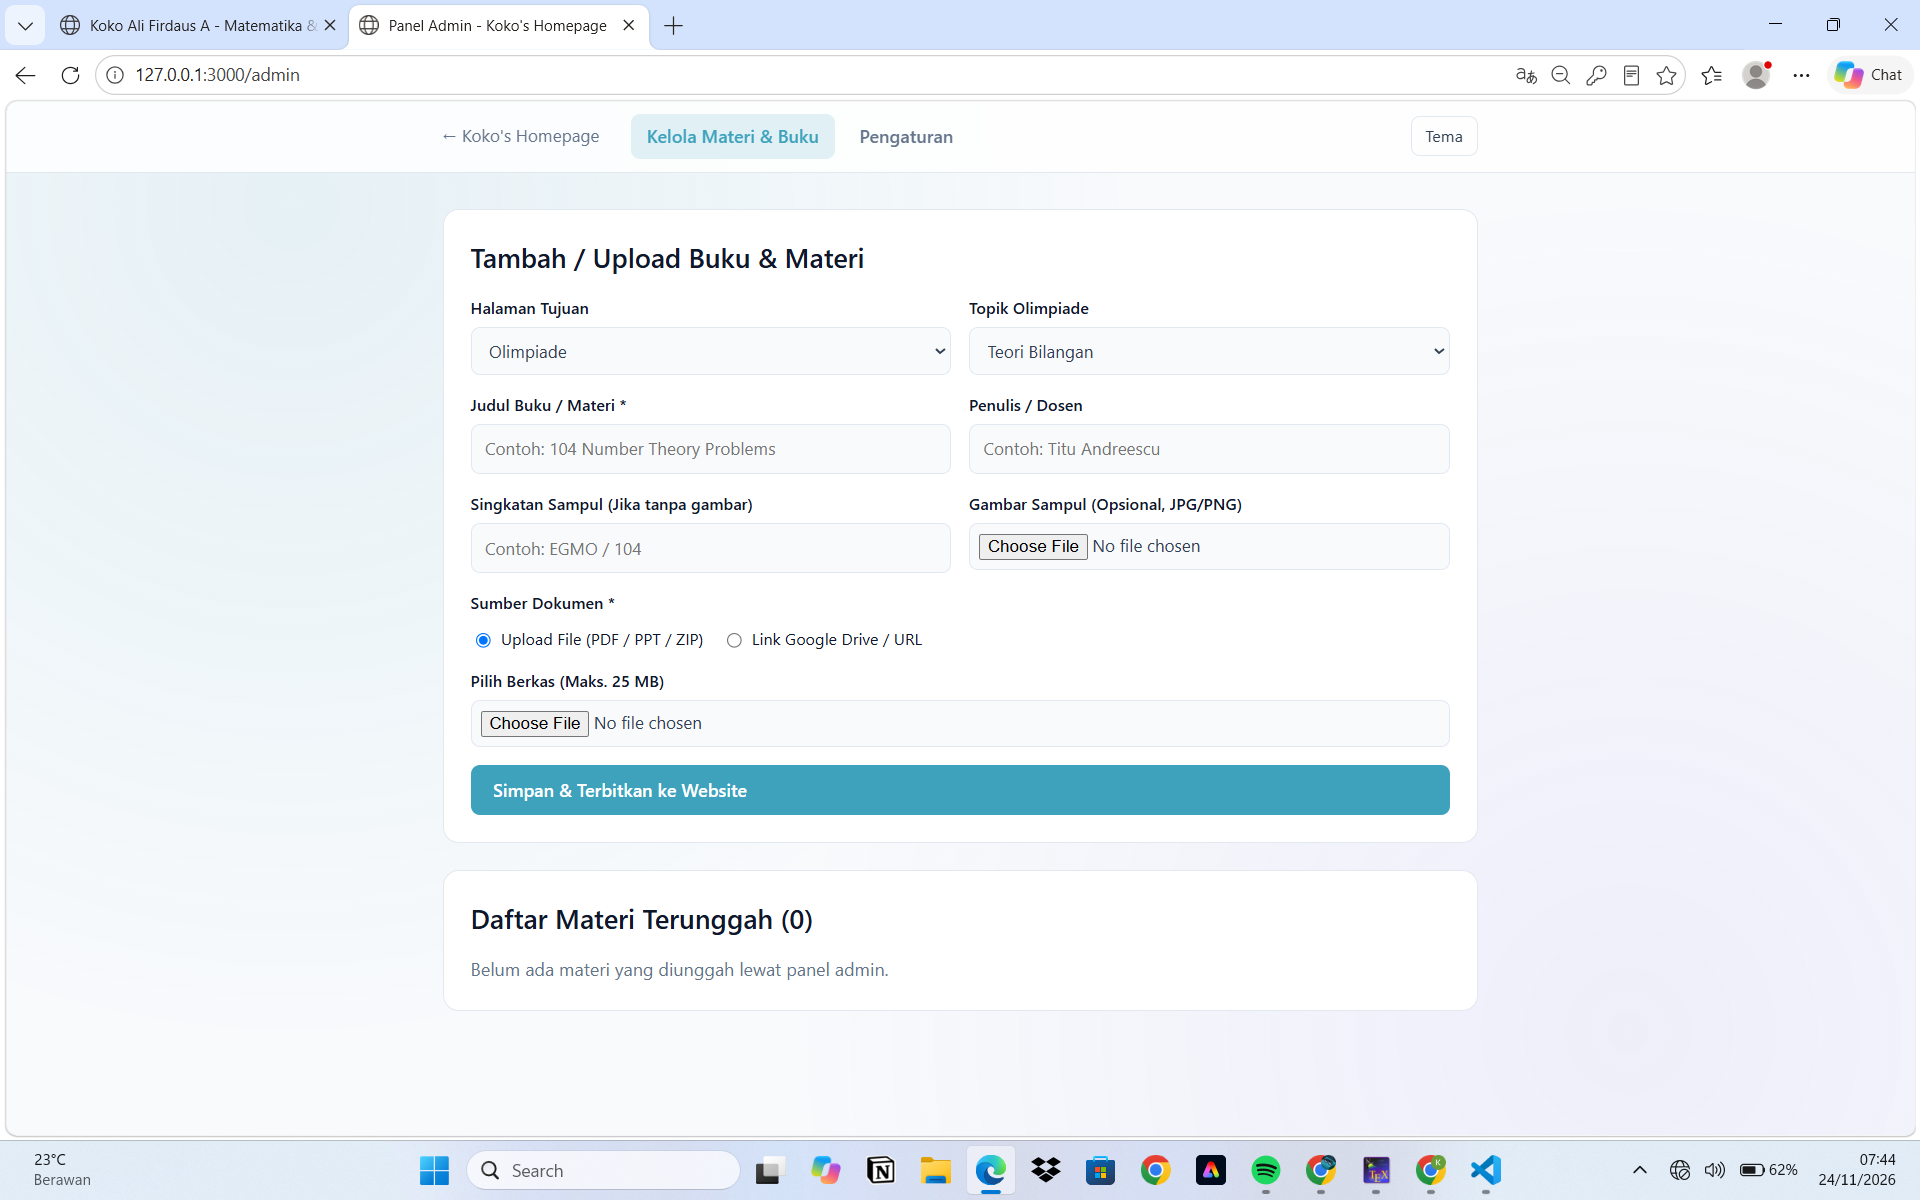 Koko Ali Firdaus A - Matematika &
Panel Admin - Koko's Homepage
127.0.0.1:3000/admin
Chat
← Koko's Homepage
Kelola Materi & Buku
Pengaturan
Tema
Tambah / Upload Buku & Materi
Halaman Tujuan
Topik Olimpiade
Olimpiade
Teori Bilangan
Judul Buku / Materi *
Penulis / Dosen
Contoh: 104 Number Theory Problems
Contoh: Titu Andreescu
Singkatan Sampul (Jika tanpa gambar)
Gambar Sampul (Opsional, JPG/PNG)
Contoh: EGMO / 104
Choose File No file chosen
Sumber Dokumen *
Upload File (PDF / PPT / ZIP)
Link Google Drive / URL
Pilih Berkas (Maks. 25 MB)
Choose File No file chosen
Simpan & Terbitkan ke Website
Daftar Materi Terunggah (0)
Belum ada materi yang diunggah lewat panel admin.
23°C
Berawan
Search
62%
07:44
24/11/2026